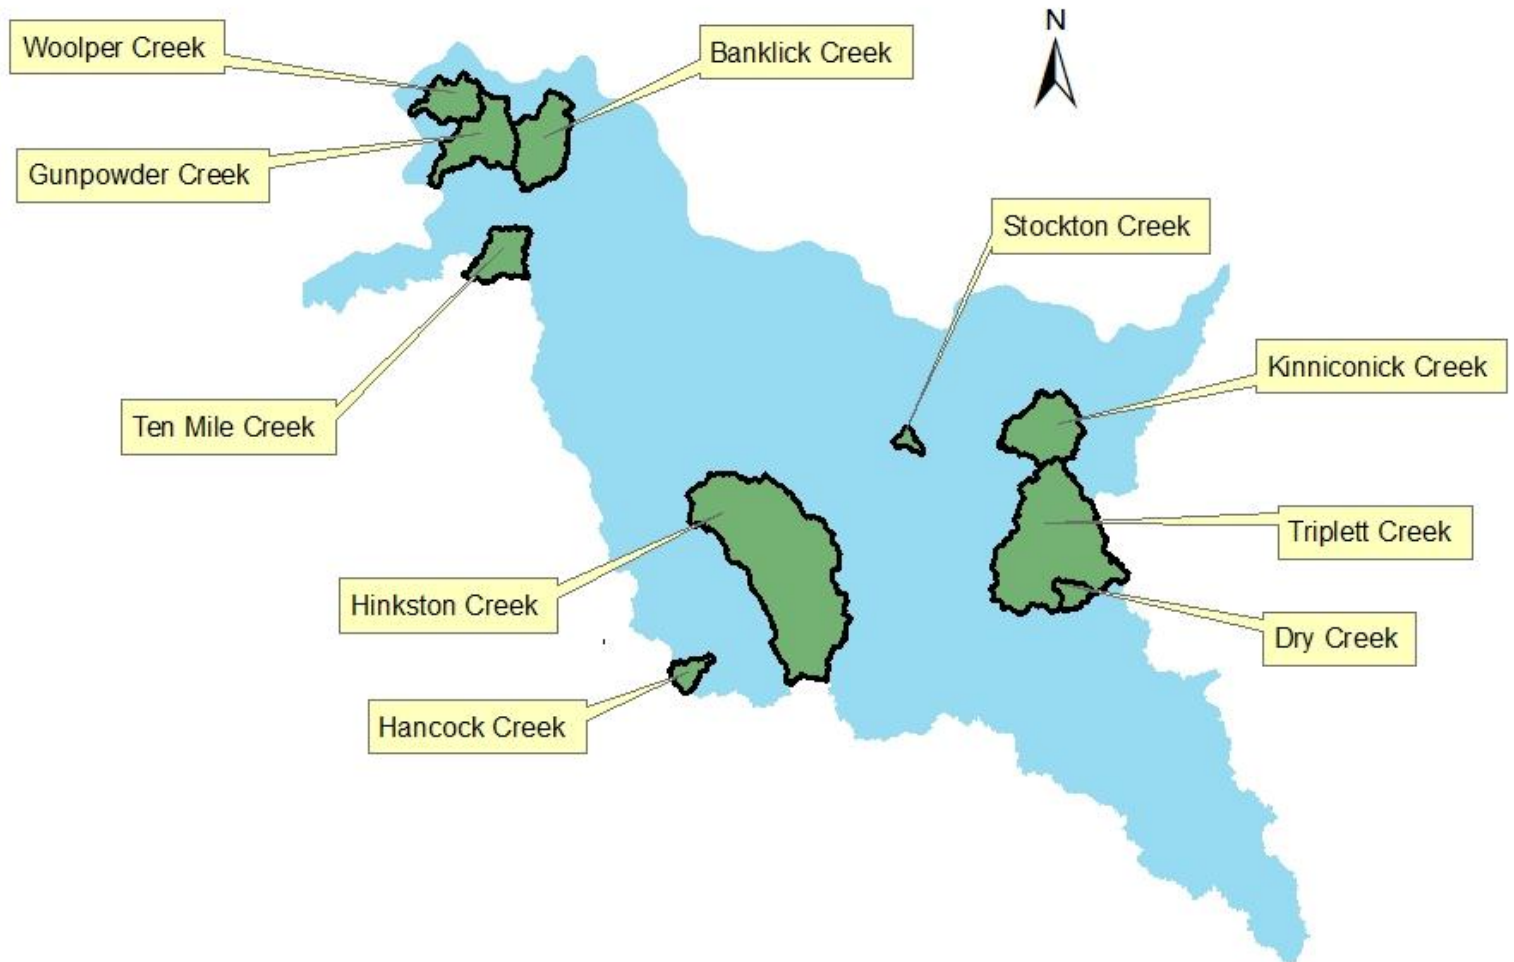 N
Woolper Creek
Banklick Creek
Gunpowder Creek
Stockton Creek
Kinniconick Creek
Ten Mile Creek
Triplett Creek
Hinkston Creek
Dry Creek
Hancock Creek